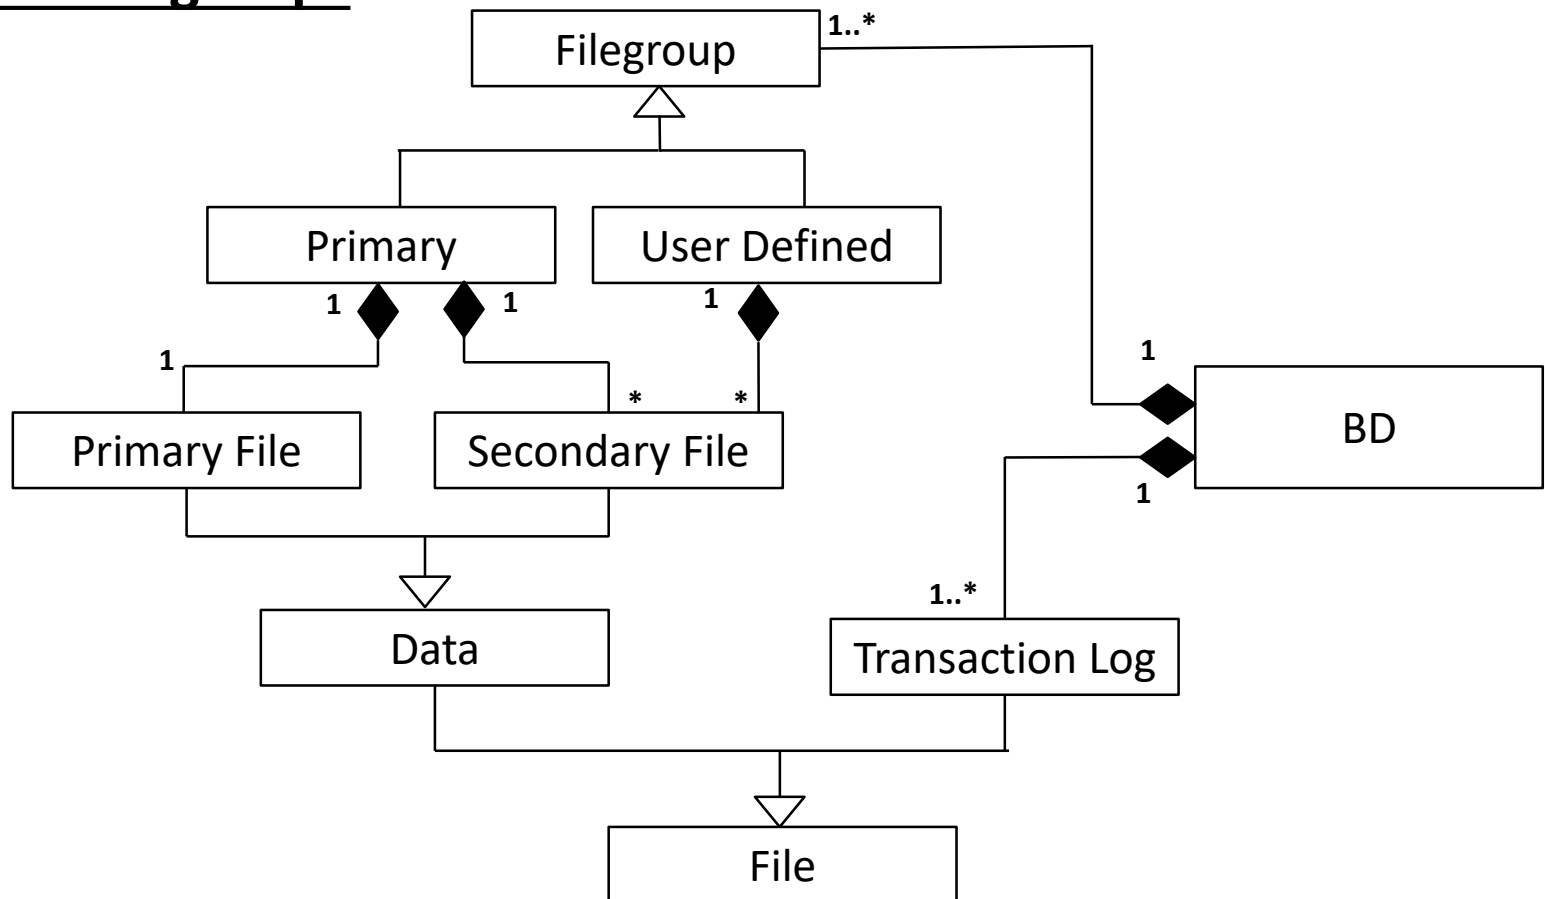 Filegroup
1..*
Primary
User Defined
1
1
1
1
1
*
*
Primary File
Secondary File
BD
1
1..*
Data
Transaction Log
File